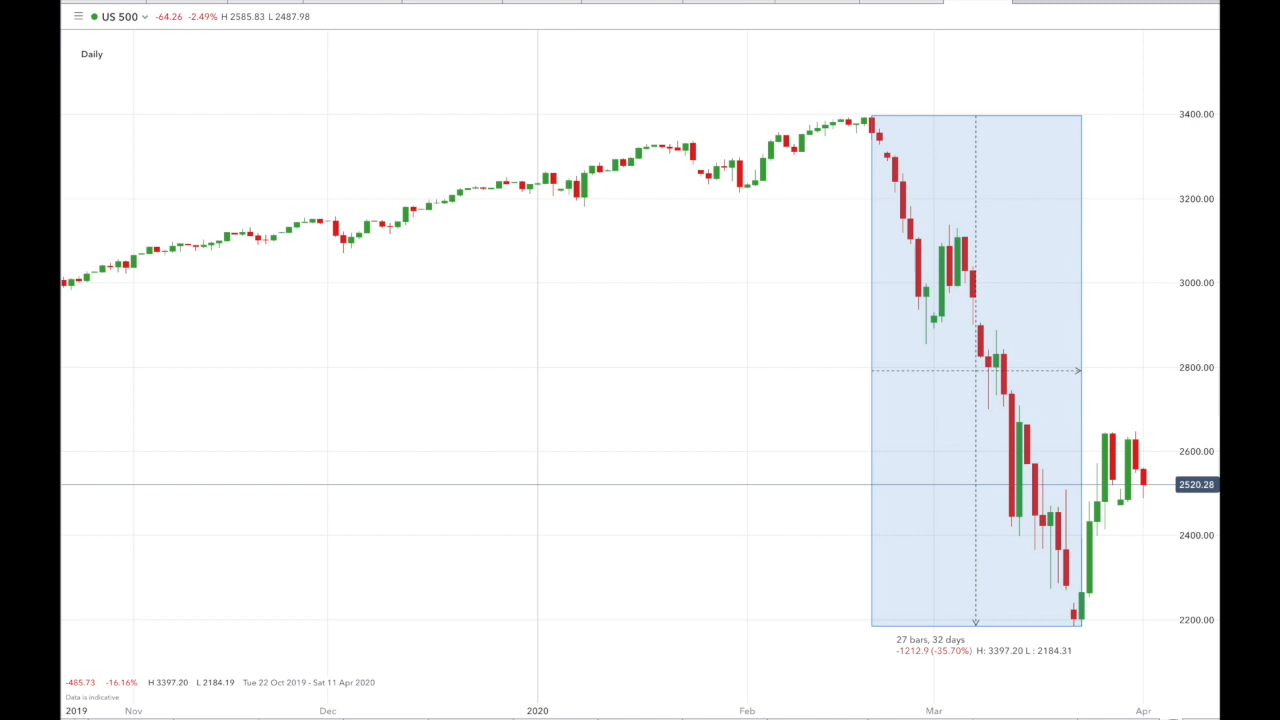 US 500 -64.26 -2.49% H 2585.83 L 2487.98
Daily
3400.00
3200.00
3000.00
2800.00
2600.00
2520.28
2400.00
2200.00
27 bars, 32 days
-1212.9 (-35.70%) H: 3397.20 L : 2184.31
-485.73 -16.16% H 3397.20 L 2184.19 Tue 22 Oct 2019 - Sat 11 Apr 2020
Data is indicative
2019 Nov Dec 2020 Feb Mar Apr